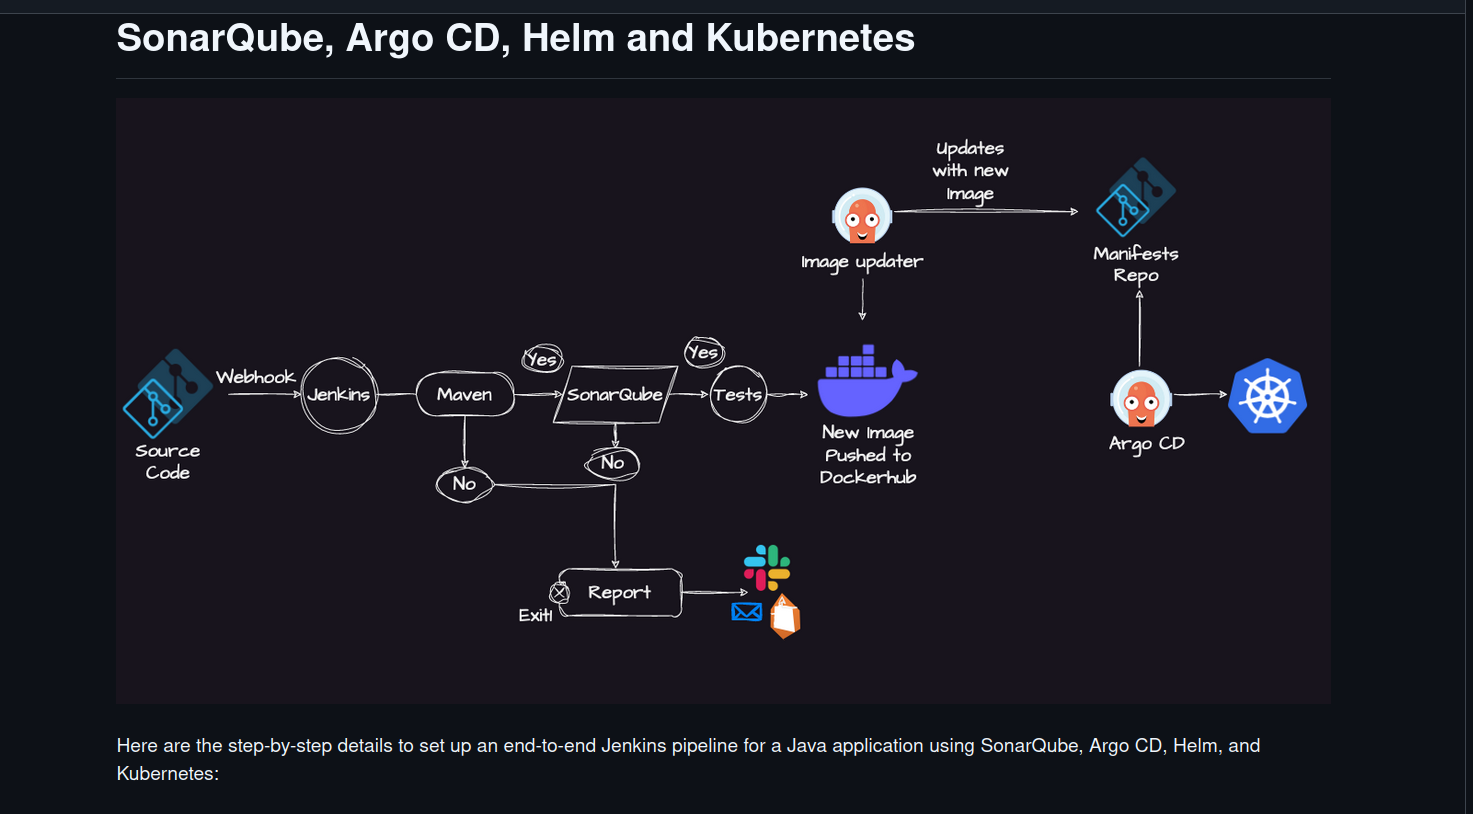 SonarQube, Argo CD, Helm and Kubernetes
Updates
with new
Image
Image updater
Manifests
Repo
Yes
Yes
Webhook
Jenkins
Maven
SonarQube
Tests
Source
Code
New Image
Pushed to
Dockerhub
Argo CD
No
No
Report
Exit!
Here are the step-by-step details to set up an end-to-end Jenkins pipeline for a Java application using SonarQube, Argo CD, Helm, and
Kubernetes: